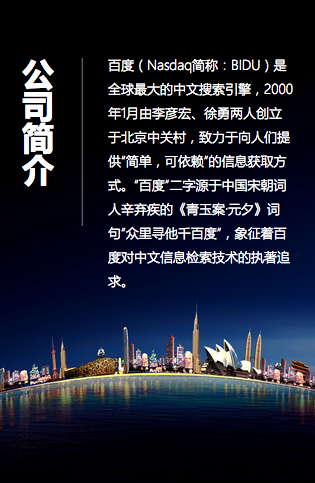 公司简介
百度（Nasdaq简称：BIDU）是
全球最大的中文搜索引擎，2000
年1月由李彦宏、徐勇两人创立
于北京中关村，致力于向人们提
供“简单，可依赖”的信息获取方
式。“百度”二字源于中国宋朝词
人辛弃疾的《青玉案·元夕》词
句“众里寻他千百度”，象征着百
度对中文信息检索技术的执著追
求。